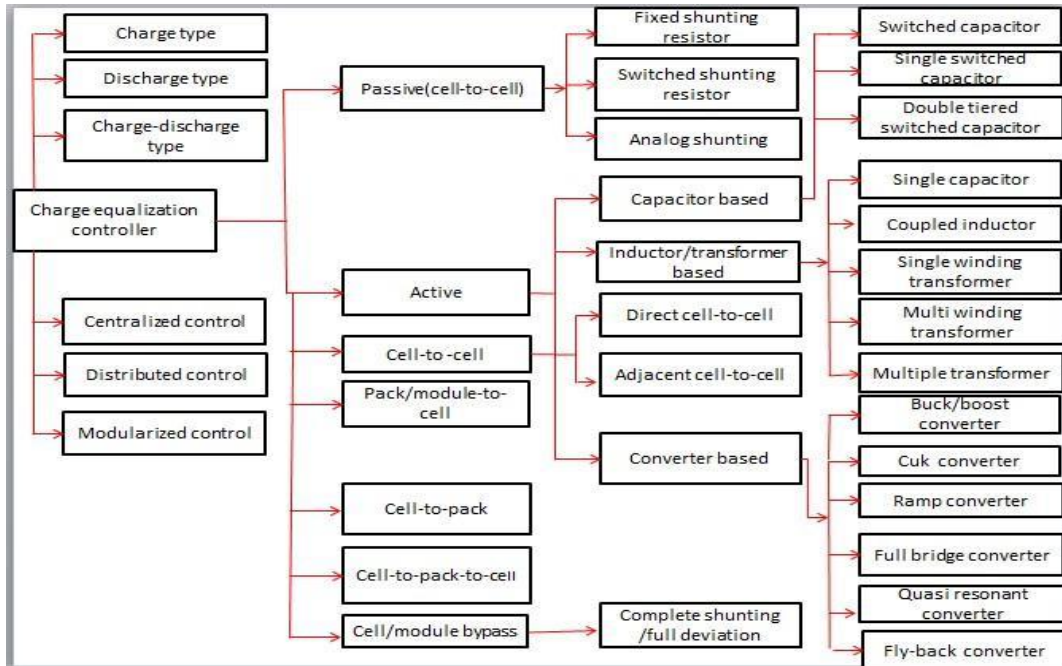 Charge type
Discharge type
Charge-discharge
type
Charge equalization
controller
Centralized control
Distributed control
Modularized control
Passive(cell-to-cell)
Active
Cell-to -cell
Pack/module-to-
cell
Cell-to-pack
Cell-to-pack-to-cell
Cell/module bypass
Fixed shunting
resistor
Switched shunting
resistor
Analog shunting
Capacitor based
Inductor/transformer
based
Direct cell-to-cell
Adjacent cell-to-cell
Converter based
Complete shunting
/full deviation
Switched capacitor
Single switched
capacitor
Double tiered
switched capacitor
Single capacitor
Coupled inductor
Single winding
transformer
Multi winding
transformer
Multiple transformer
Buck/boost
converter
Cuk converter
Ramp converter
Full bridge converter
Quasi resonant
converter
Fly-back converter